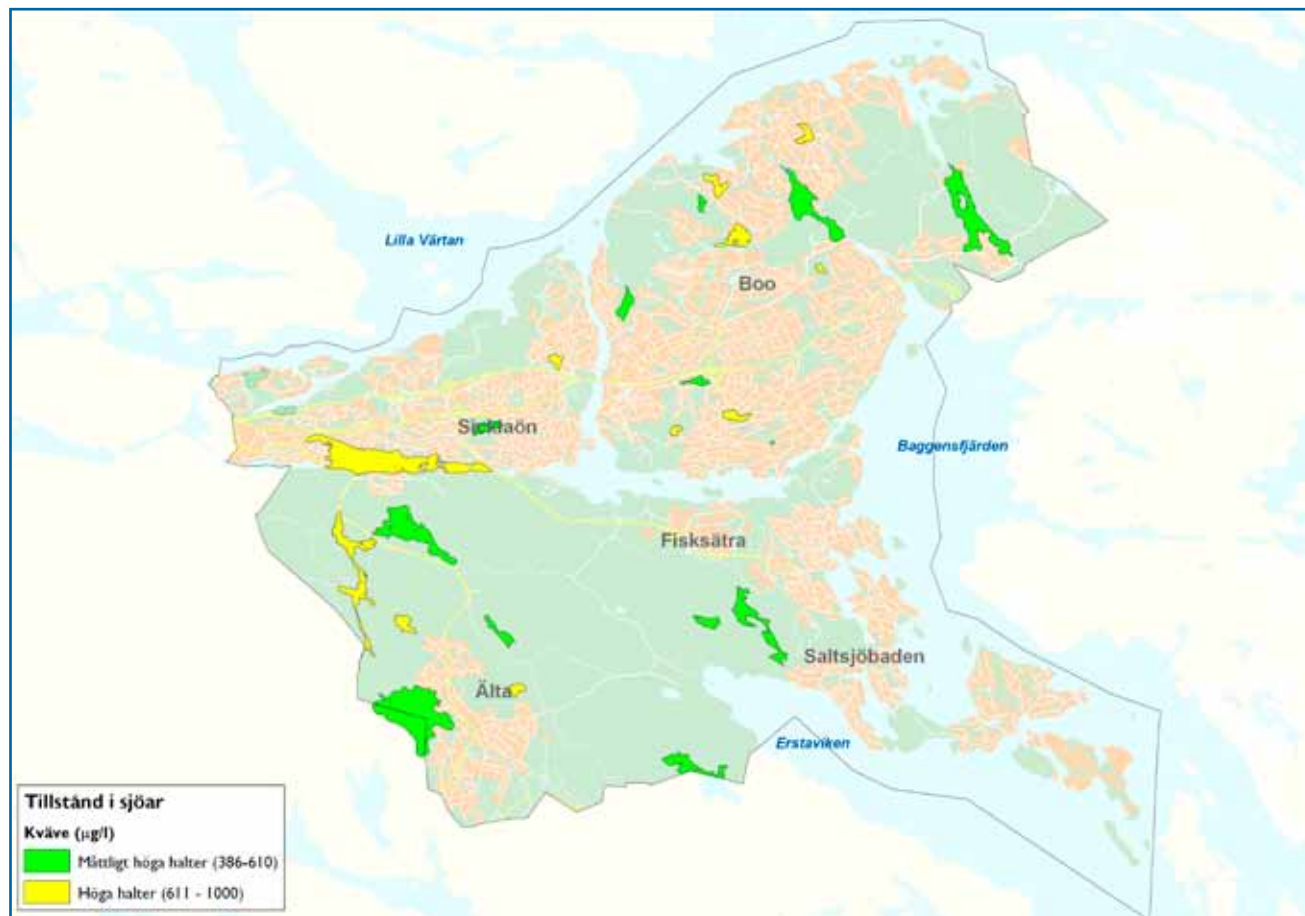 Lilla Värtan
Boo
Sicklaön
Baggensfjärden
Fisksätra
Saltsjöbaden
Älta
Erstaviken
Tillstånd i sjöar
Kväve (µg/l)
Måttligt höga halter (386-610)
Höga halter (611 - 1000)